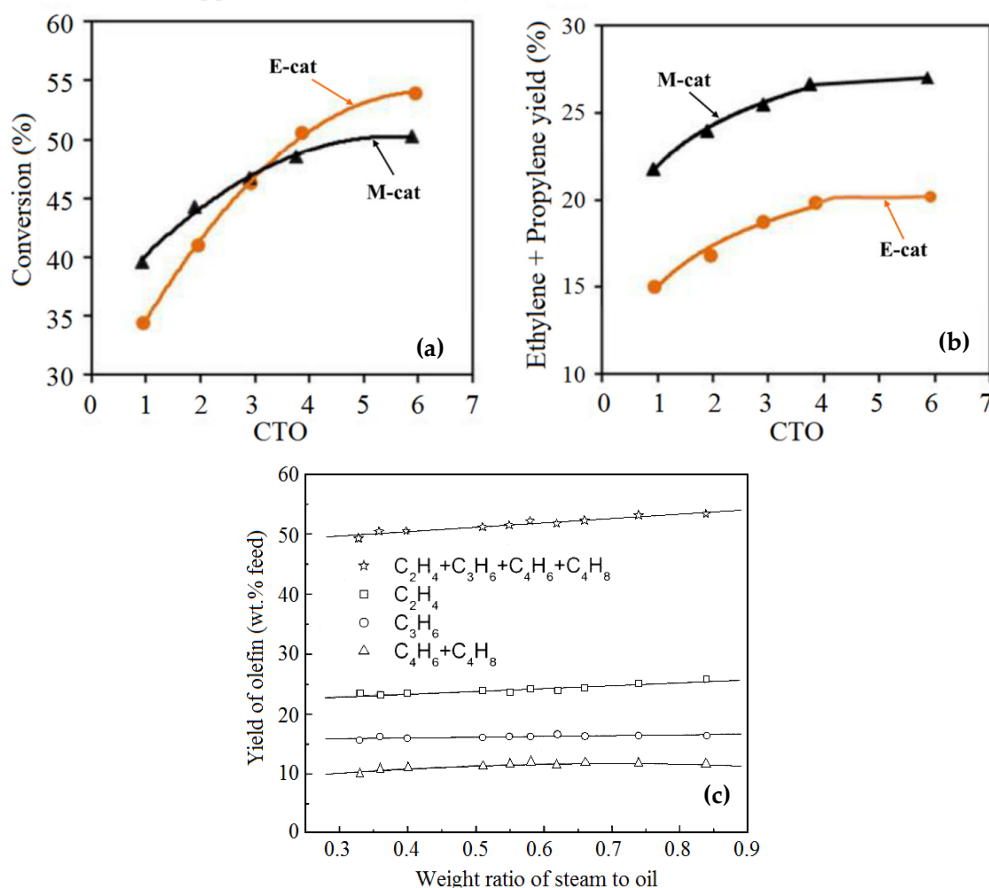 60
55
50
45
40
35
30
0 1 2 3 4 5 6 7
Conversion (%)
CTO
E-cat
M-cat
(a)
30
25
20
15
10
0 1 2 3 4 5 6 7
Ethylene + Propylene yield (%)
CTO
M-cat
E-cat
(b)
60
50
40
30
20
10
0
0.3 0.4 0.5 0.6 0.7 0.8 0.9
Yield of olefin (wt.% feed)
Weight ratio of steam to oil
C₂H₄+C₃H₆+C₄H₆+C₄H₈
C₂H₄
C₃H₆
C₄H₆+C₄H₈
(c)